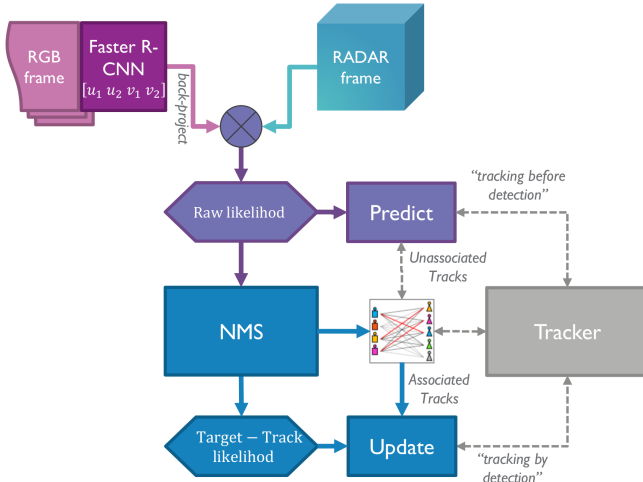 RGB
frame
Faster R-
CNN
[u₁ u₂ v₁ v₂]
back-project
RADAR
frame
Raw likelihod
Predict
"tracking before
detection"
Unassociated
Tracks
NMS
Tracker
Associated
Tracks
Target – Track
likelihood
Update
"tracking by
detection"